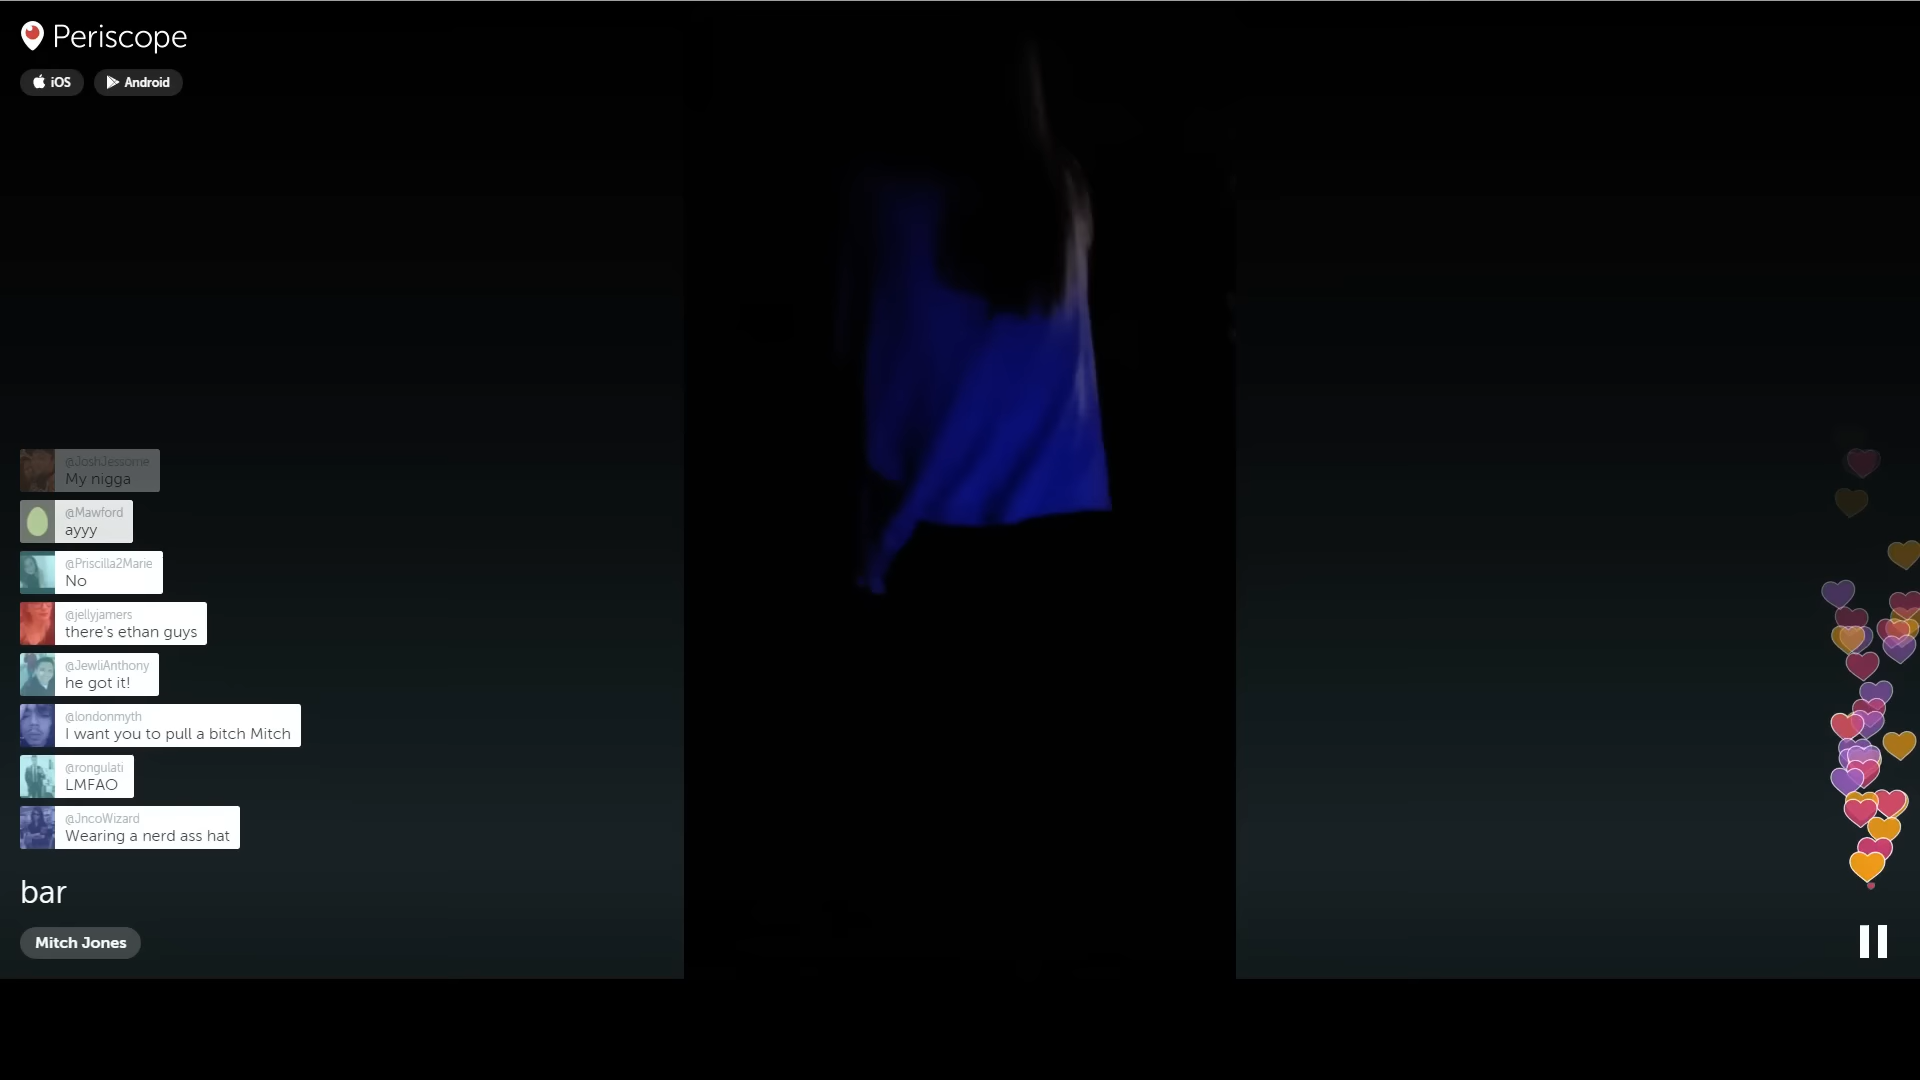 Periscope
iOS
Android
@JoshJessome
My nigga
@Mawford
ayyy
@Priscilla2Marie
No
@jellyjamers
there's ethan guys
@JewliAnthony
he got it!
@londonmyth
I want you to pull a bitch Mitch
@rongulati
LMFAO
@JncoWizard
Wearing a nerd ass hat
bar
Mitch Jones